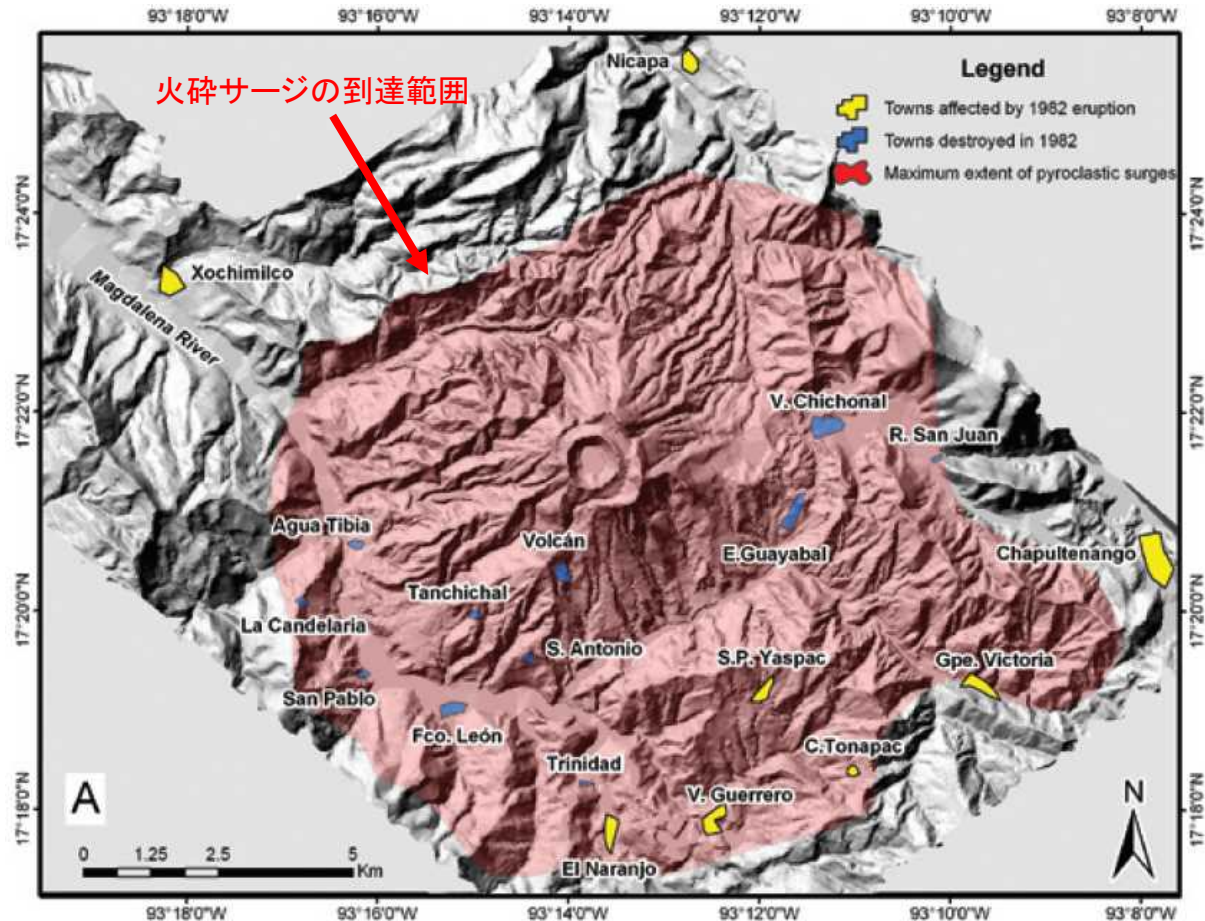 93°18'0"W 93°16'0"W 93°14'0"W 93°12'0"W 93°10'0"W 93°8'0"W
Nicapa
Legend
火砕サージの到達範囲
Towns affected by 1982 eruption
Towns destroyed in 1982
Maximum extent of pyroclastic surges
17°24'0"N
17°24'0"N
Xochimilco
Magdalena River
17°22'0"N
17°22'0"N
V. Chichonal
R. San Juan
Agua Tibia
Volcán
E.Guayabal
Chapultenango
Tanchichal
17°20'0"N
17°20'0"N
La Candelaria
S. Antonio
S.P. Yaspac
Gpe. Victoria
San Pablo
Fco. León
C.Tonapac
Trinidad
A
V. Guerrero
N
17°18'0"N
17°18'0"N
0 1.25 2.5 5
Km
El Naranjo
93°18'0"W 93°16'0"W 93°14'0"W 93°12'0"W 93°10'0"W 93°8'0"W